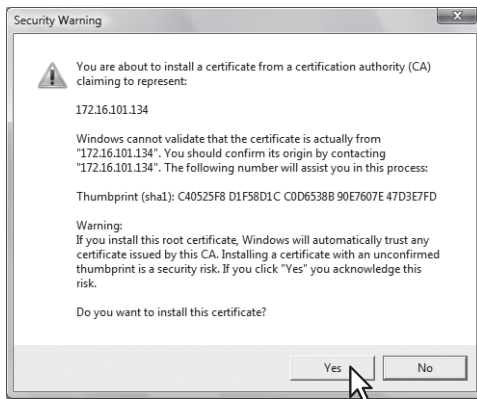 Security Warning
You are about to install a certificate from a certification authority (CA)
claiming to represent:
172.16.101.134
Windows cannot validate that the certificate is actually from
"172.16.101.134". You should confirm its origin by contacting
"172.16.101.134". The following number will assist you in this process:
Thumbprint (sha1): C40525F8 D1F58D1C C0D6538B 90E7607E 47D3E7FD
Warning:
If you install this root certificate, Windows will automatically trust any
certificate issued by this CA. Installing a certificate with an unconfirmed
thumbprint is a security risk. If you click "Yes" you acknowledge this
risk.
Do you want to install this certificate?
Yes
No